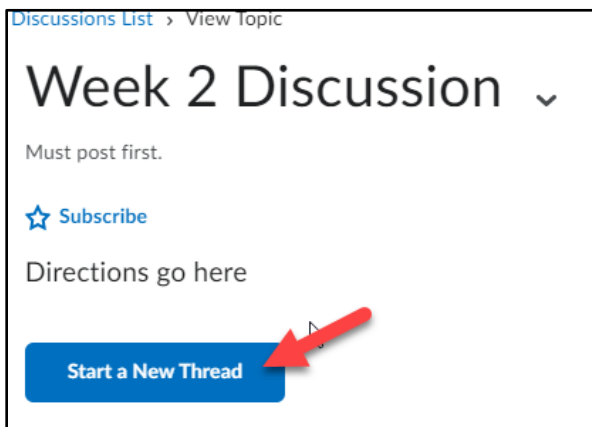 Discussions List › View Topic
Week 2 Discussion
Must post first.
Subscribe
Directions go here
Start a New Thread